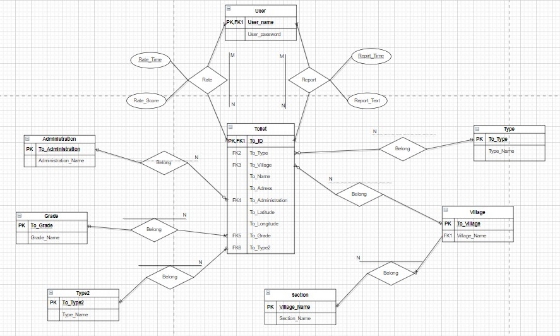 User
PK,FK1 User_name
User_password
Rate_Time
Report_Time
M
M
Rate
Report
Rate_Score
Report_Text
N
N
Toilet
PK,FK1 To_ID
FK2 To_Type
FK3 To_Village
To_Name
To_Adress
FK4 To_Administration
To_Latitude
To_Longitude
FK5 To_Grade
FK6 To_Type2
Administration
PK To_Administration
Administration_Name
N
Belong
Type
PK To_Type
Type_Name
N
Belong
N
Belong
Grade
PK To_Grade
Grade_Name
N
Belong
Village
PK To_Village
FK1 Village_Name
Type2
PK To_Type2
Type_Name
N
Belong
N
Belong
Section
PK Village_Name
Section_Name